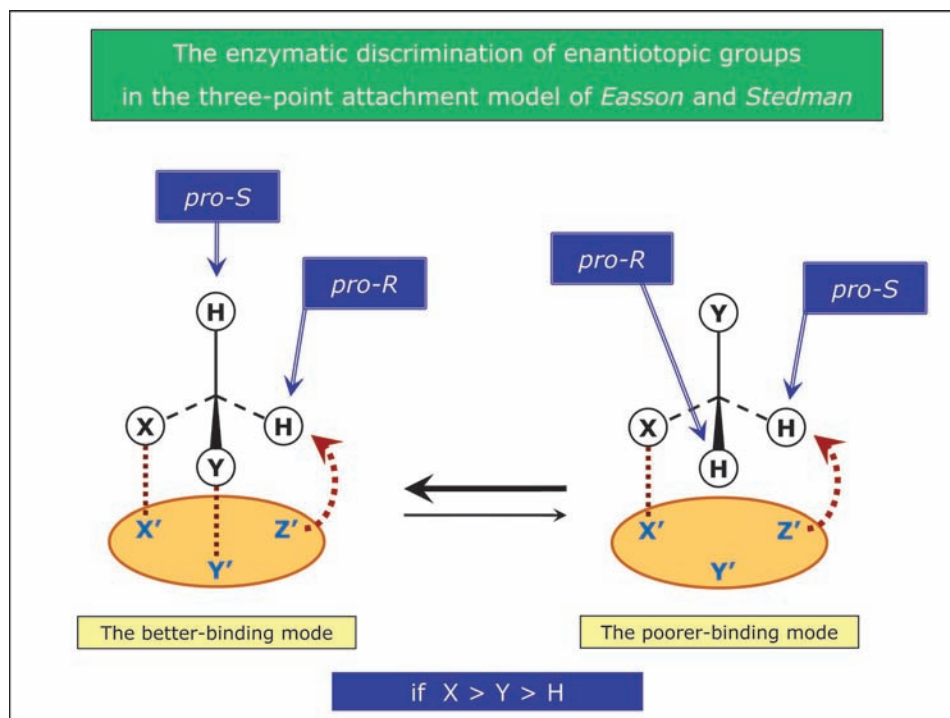 The enzymatic discrimination of enantiotopic groups
in the three-point attachment model of Easson and Stedman
pro-S
pro-R
H
X
H
Y
X′
Z′
Y′
The better-binding mode
pro-R
pro-S
Y
X
H
H
X′
Z′
Y′
The poorer-binding mode
if X > Y > H